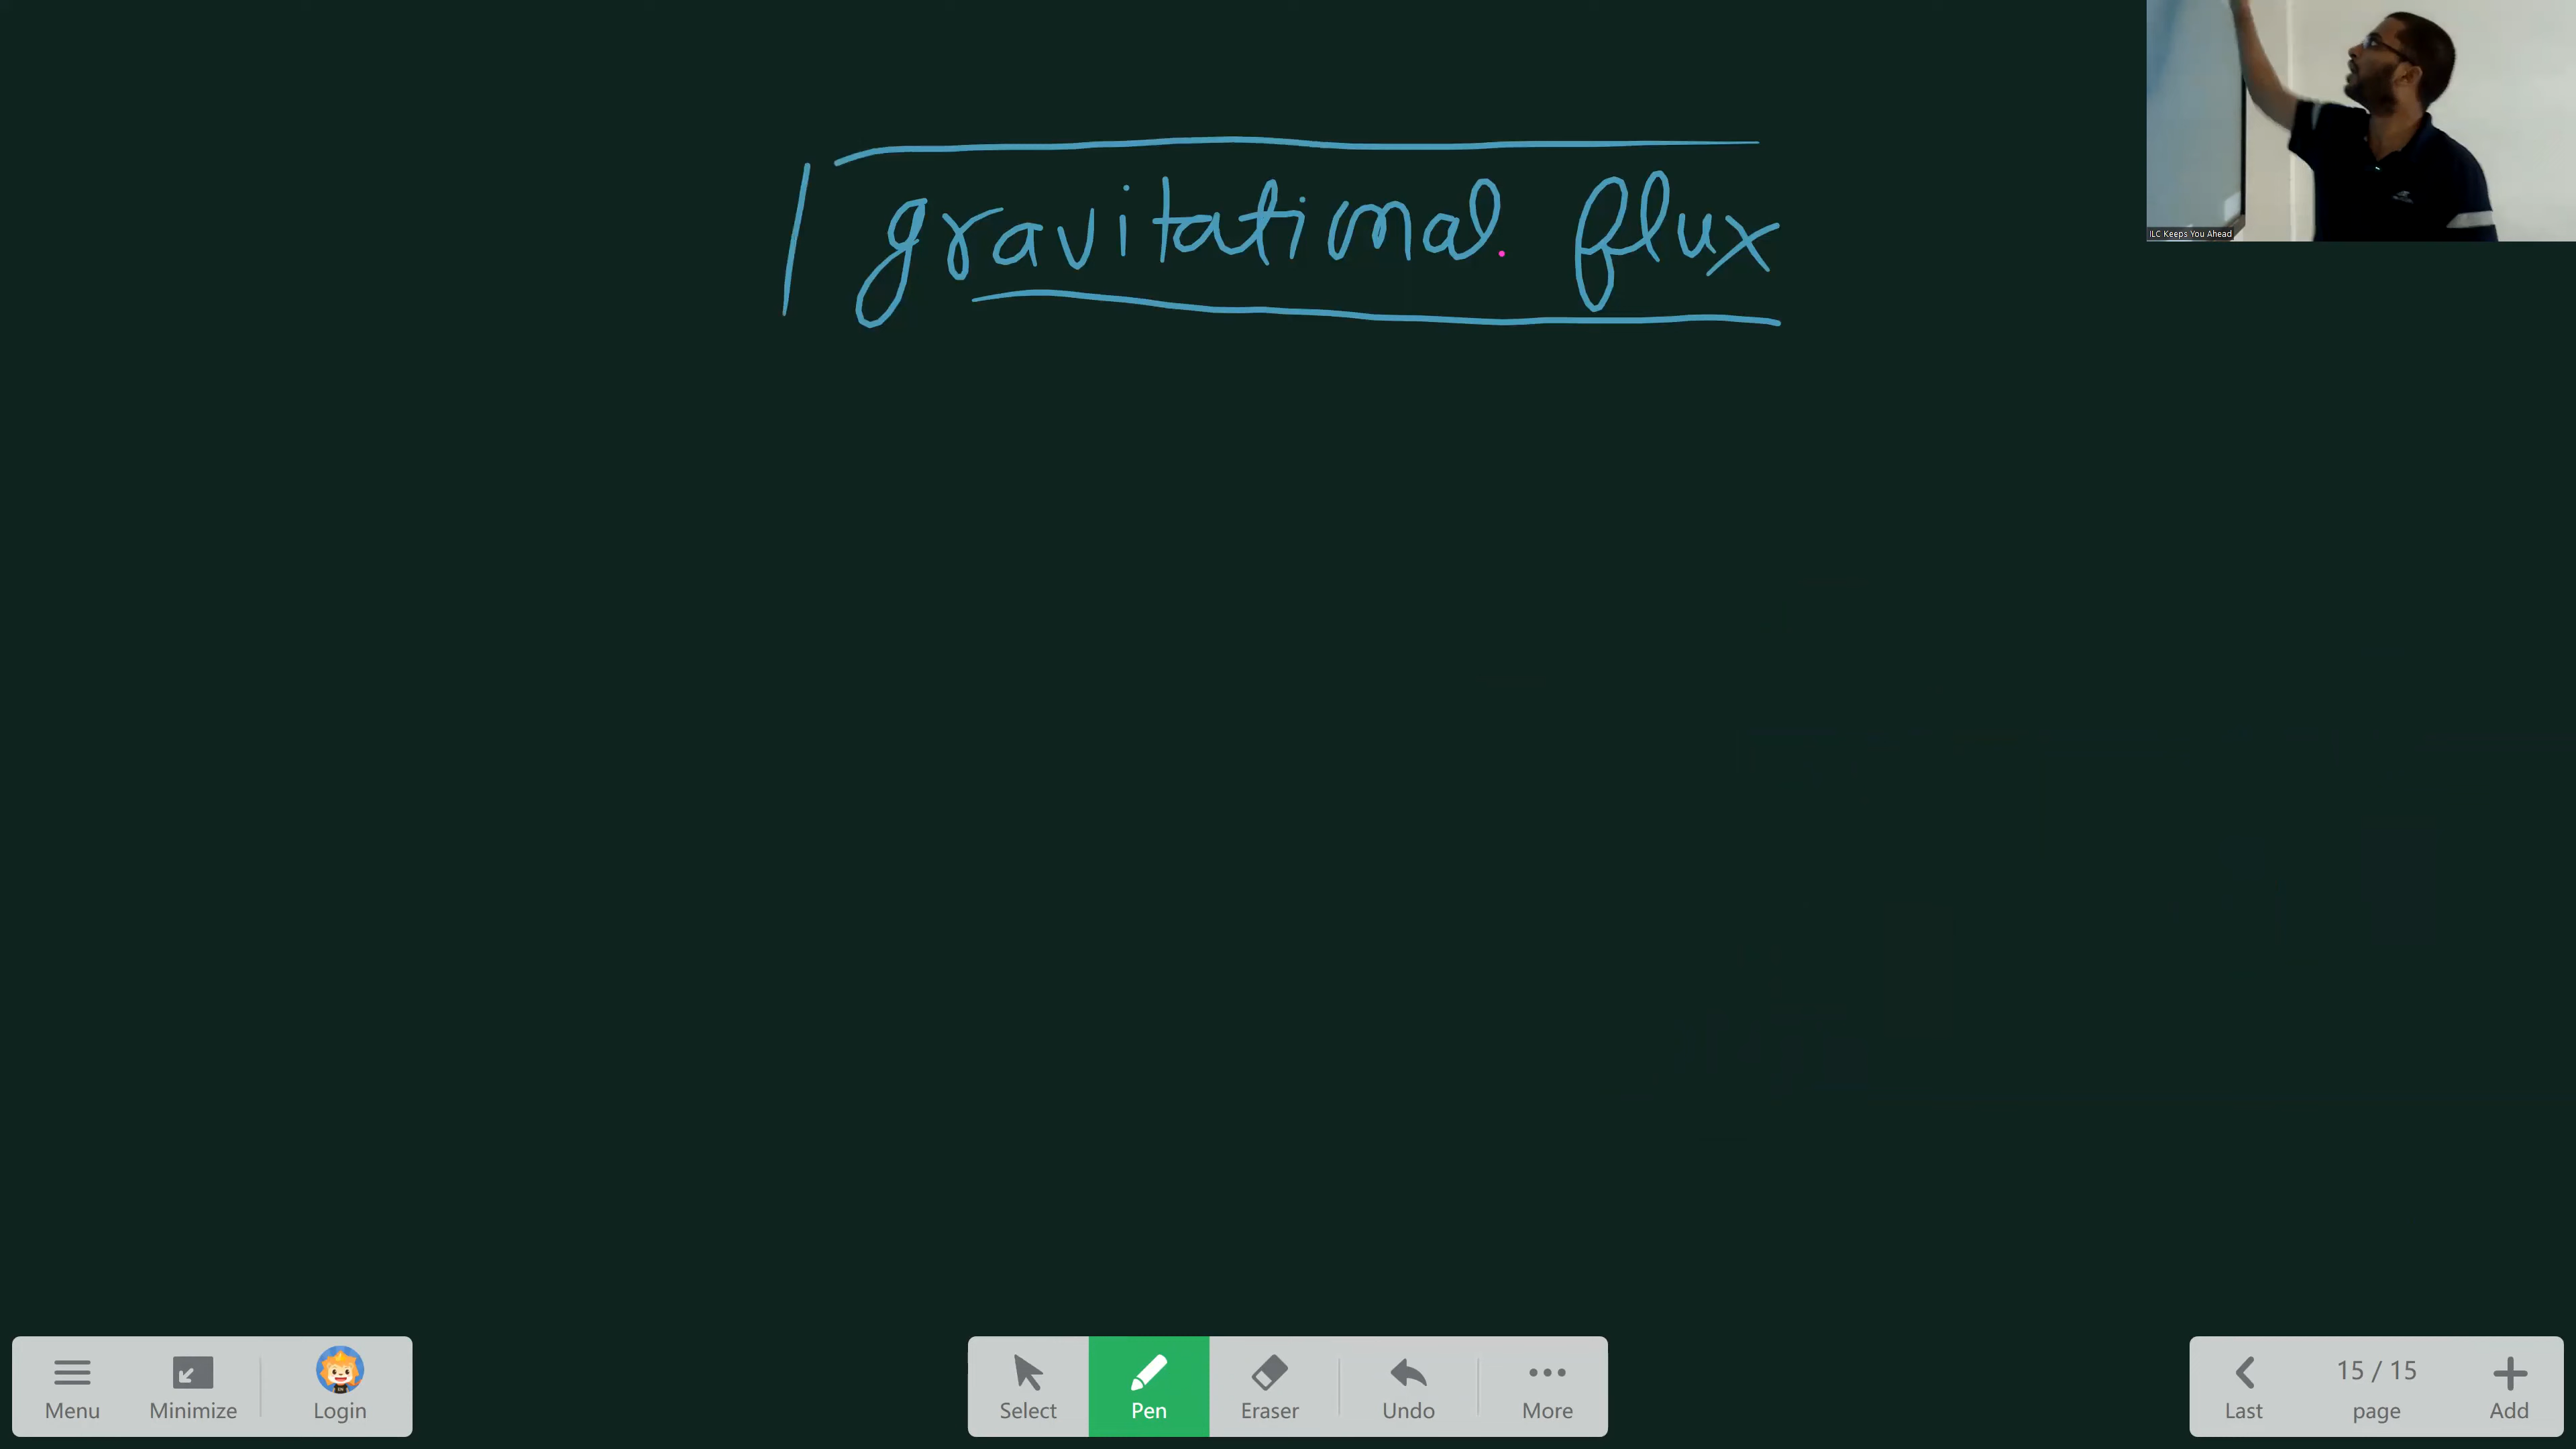 gravitational flux
ILC Keeps You Ahead
Menu
Minimize
Login
Select
Pen
Eraser
Undo
More
Last
15 / 15
page
Add